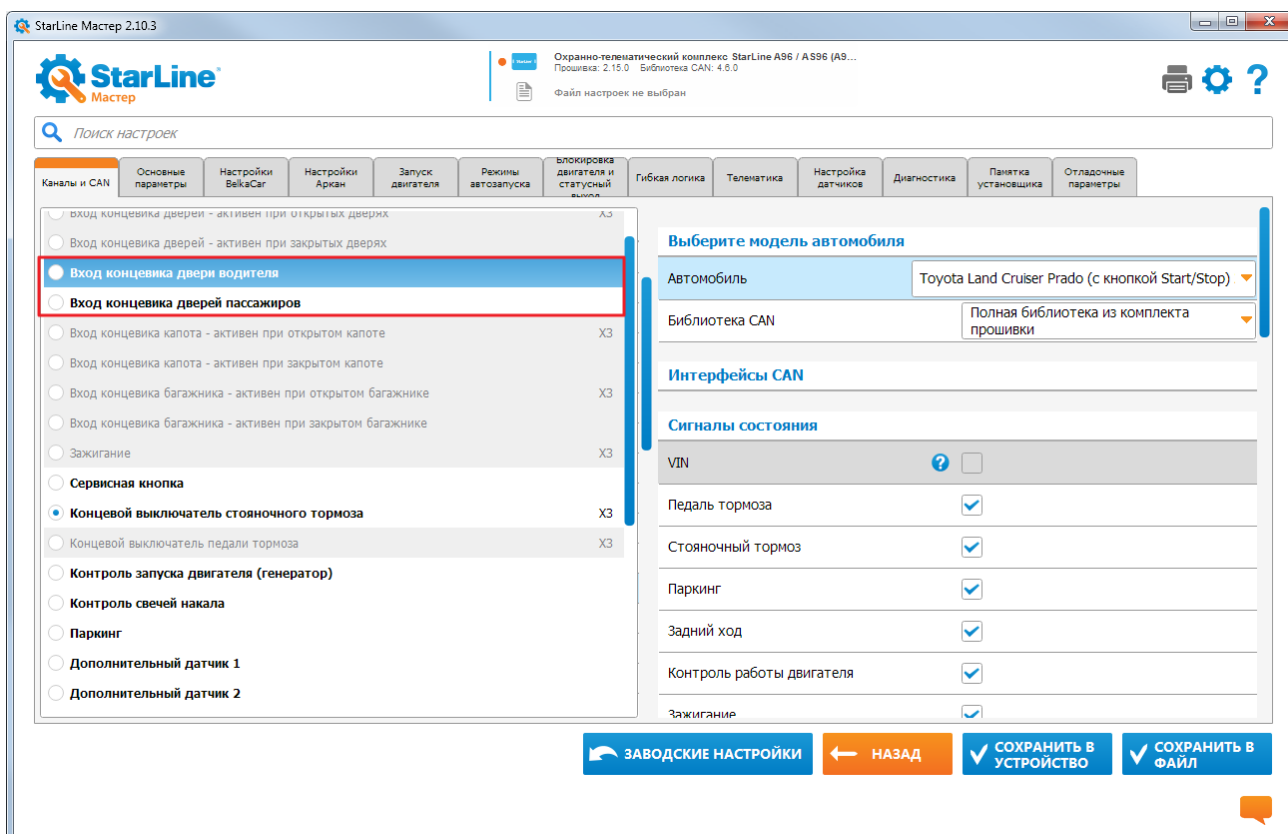 StarLine Мастер 2.10.3
StarLine
Мастер
Охранно-телематический комплекс StarLine A96 / AS96 (A9...
Прошивка: 2.15.0 Библиотека CAN: 4.6.0
Файл настроек не выбран
?
Поиск настроек
Каналы и CAN
Основные
параметры
Настройки
BelkaCar
Настройки
Аркан
Запуск
двигателя
Режимы
автозапуска
Блокировка
двигателя и
статусный
выход
Гибкая логика
Телематика
Настройка
датчиков
Диагностика
Памятка
установщика
Отладочные
параметры
Вход концевика дверей - активен при открытых дверях X3
Вход концевика дверей - активен при закрытых дверях
Вход концевика двери водителя
Вход концевика дверей пассажиров
Вход концевика капота - активен при открытом капоте X3
Вход концевика капота - активен при закрытом капоте
Вход концевика багажника - активен при открытом багажнике X3
Вход концевика багажника - активен при закрытом багажнике
Зажигание X3
Сервисная кнопка
Концевой выключатель стояночного тормоза X3
Концевой выключатель педали тормоза X3
Контроль запуска двигателя (генератор)
Контроль свечей накала
Паркинг
Дополнительный датчик 1
Дополнительный датчик 2
Выберите модель автомобиля
Автомобиль Toyota Land Cruiser Prado (с кнопкой Start/Stop)
Библиотека CAN Полная библиотека из комплекта
прошивки
Интерфейсы CAN
Сигналы состояния
VIN ?
Педаль тормоза
Стояночный тормоз
Паркинг
Задний ход
Контроль работы двигателя
Зажигание
ЗАВОДСКИЕ НАСТРОЙКИ
НАЗАД
СОХРАНИТЬ В
УСТРОЙСТВО
СОХРАНИТЬ В
ФАЙЛ